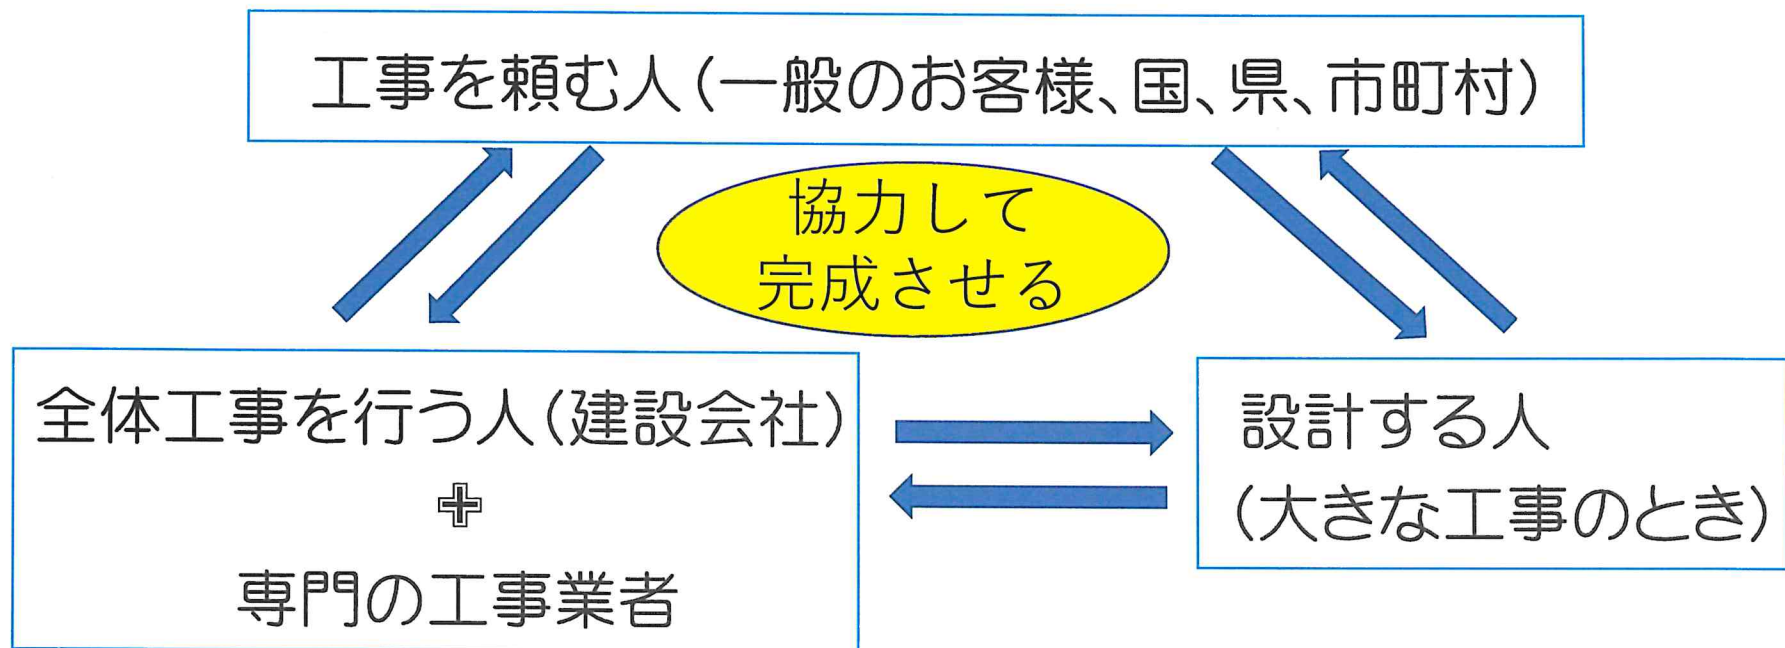 工事を頼む人(一般のお客様、国、県、市町村)
協力して
完成させる
全体工事を行う人(建設会社)
+
専門の工事業者
設計する人
(大きな工事のとき)